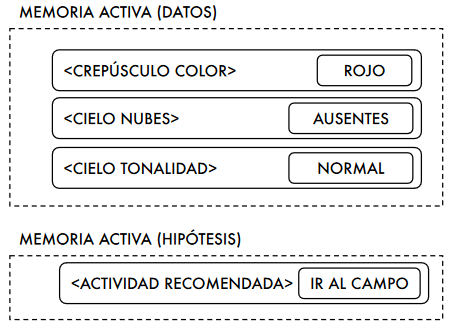 MEMORIA ACTIVA (DATOS)
<CREPÚSCULO COLOR> ROJO
<CIELO NUBES> AUSENTES
<CIELO TONALIDAD> NORMAL
MEMORIA ACTIVA (HIPÓTESIS)
<ACTIVIDAD RECOMENDADA> IR AL CAMPO